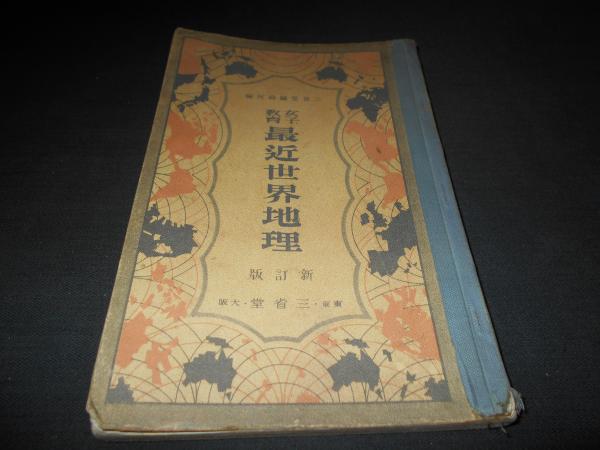 女子教育
最近世界地理
新訂版
東京・三省堂・大阪